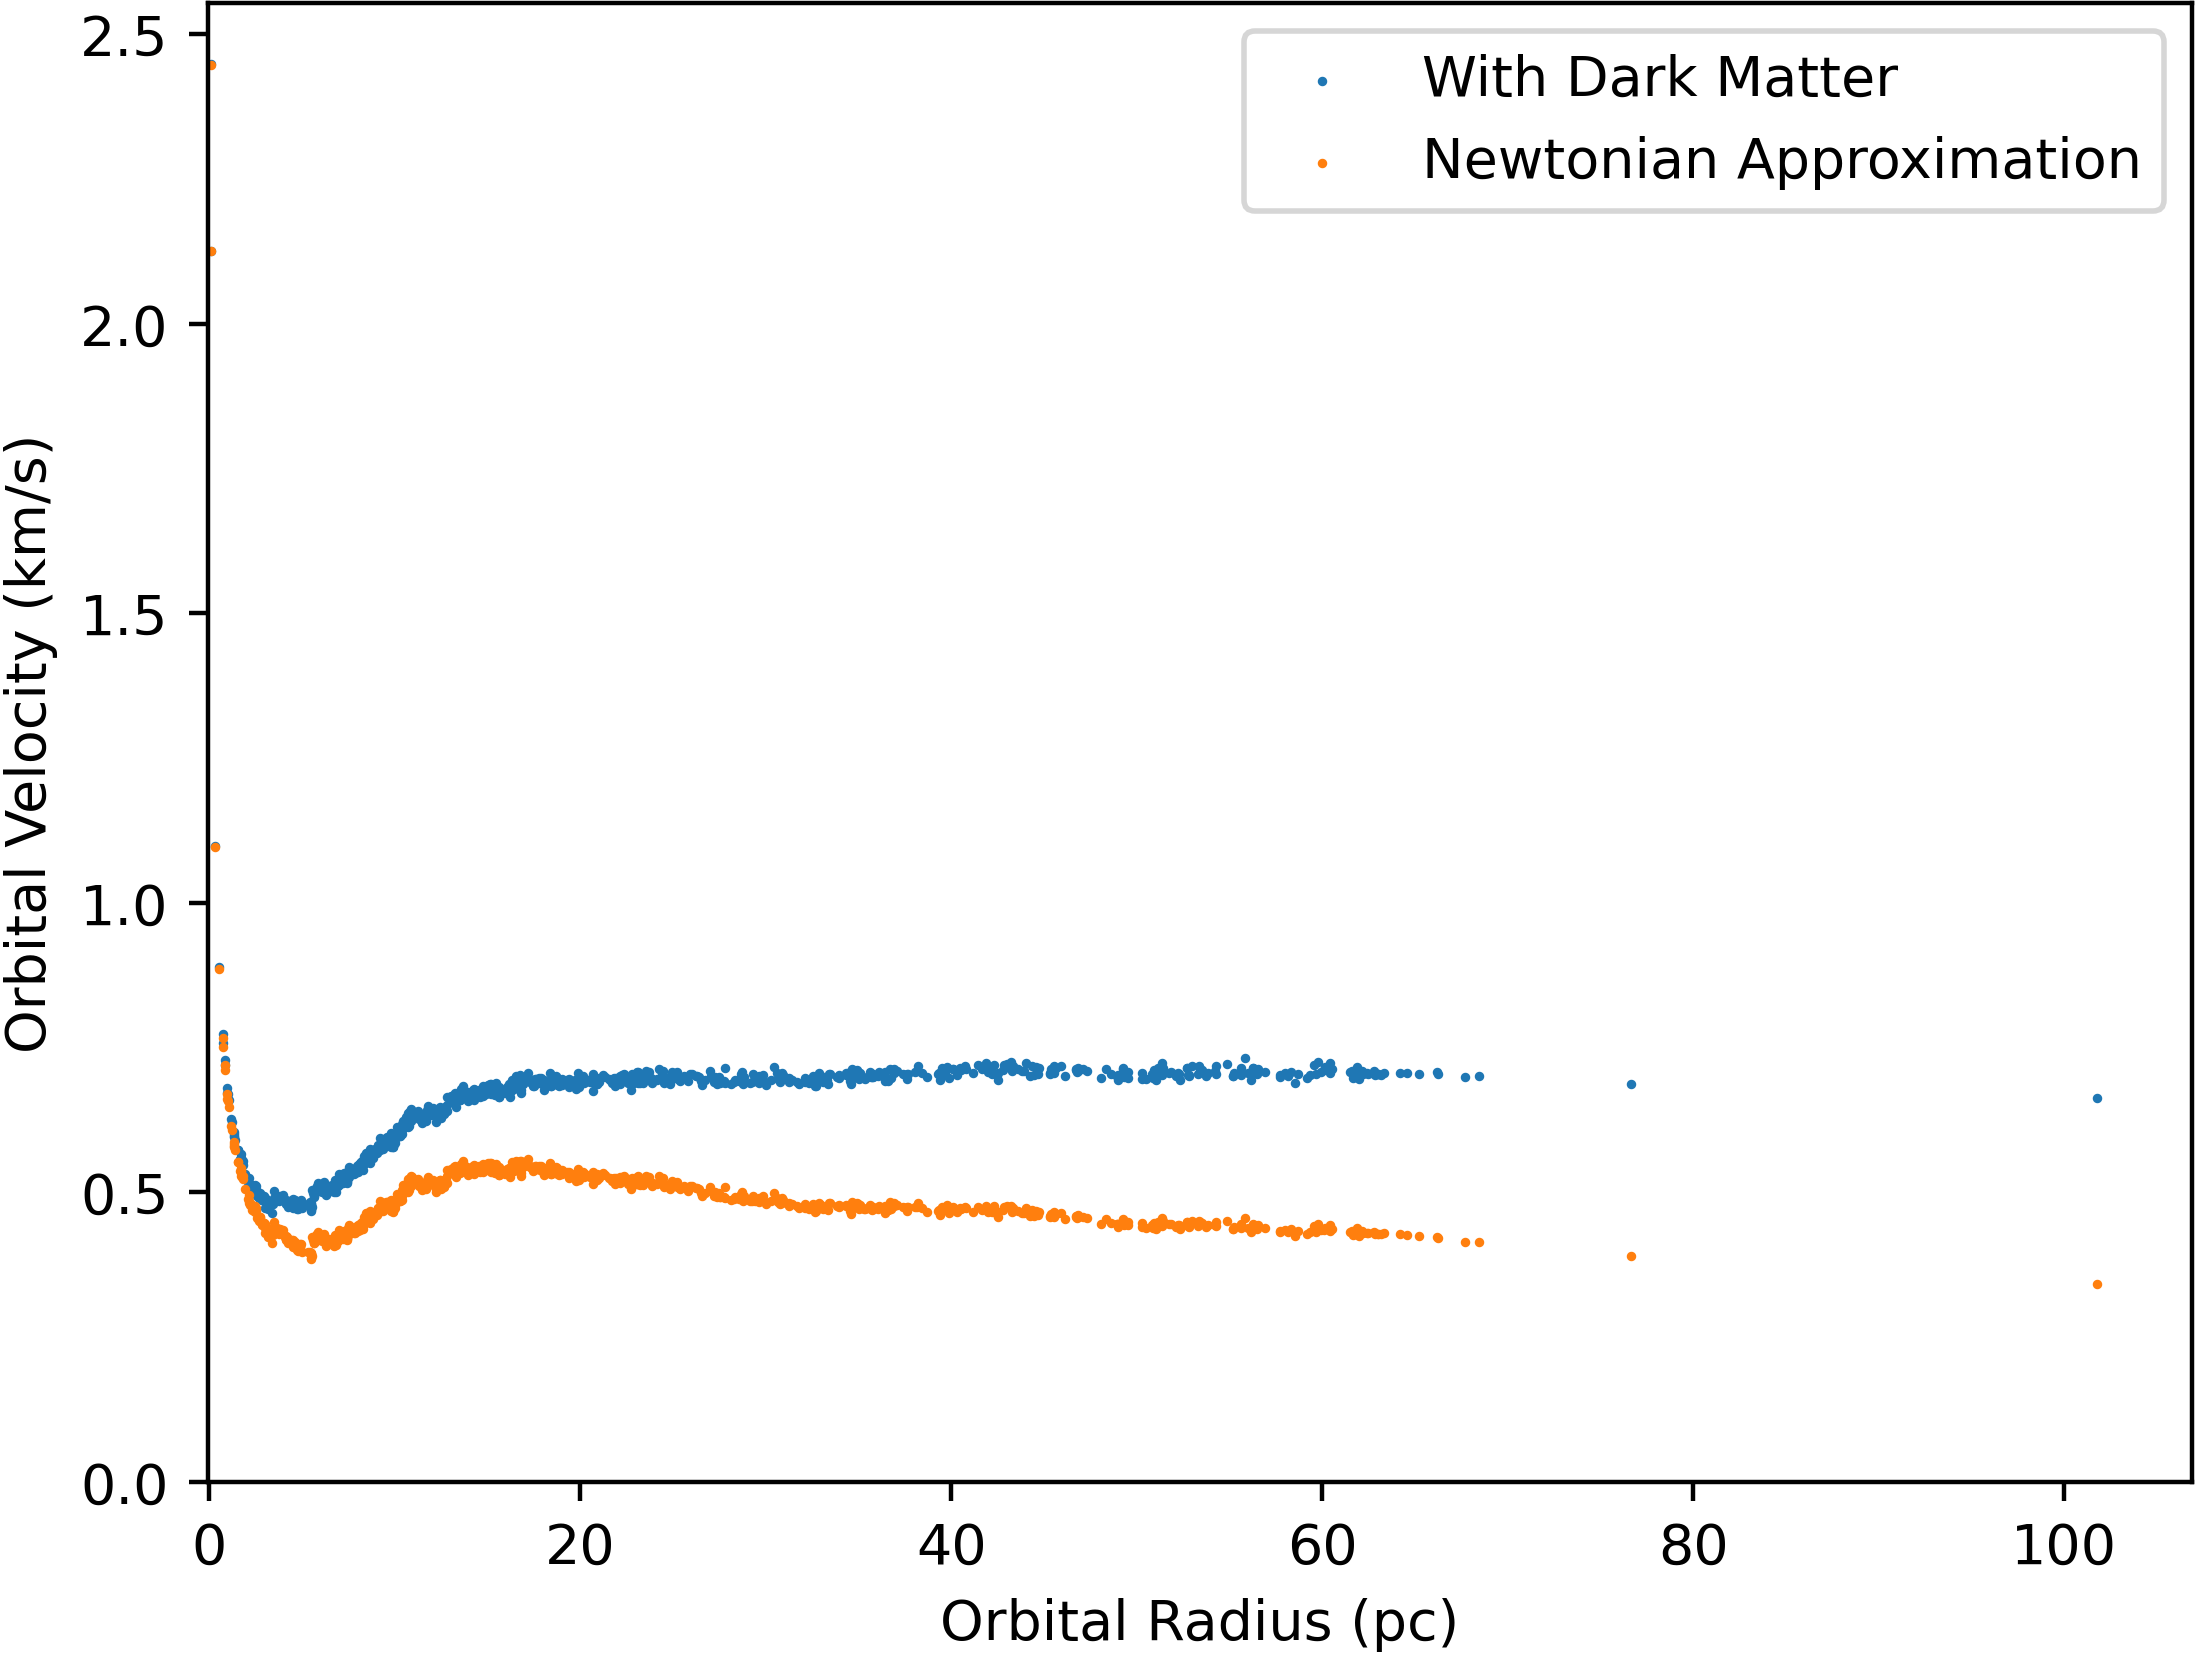 With Dark Matter
Newtonian Approximation
Orbital Velocity (km/s)
2.5
2.0
1.5
1.0
0.5
0.0
0 20 40 60 80 100
Orbital Radius (pc)